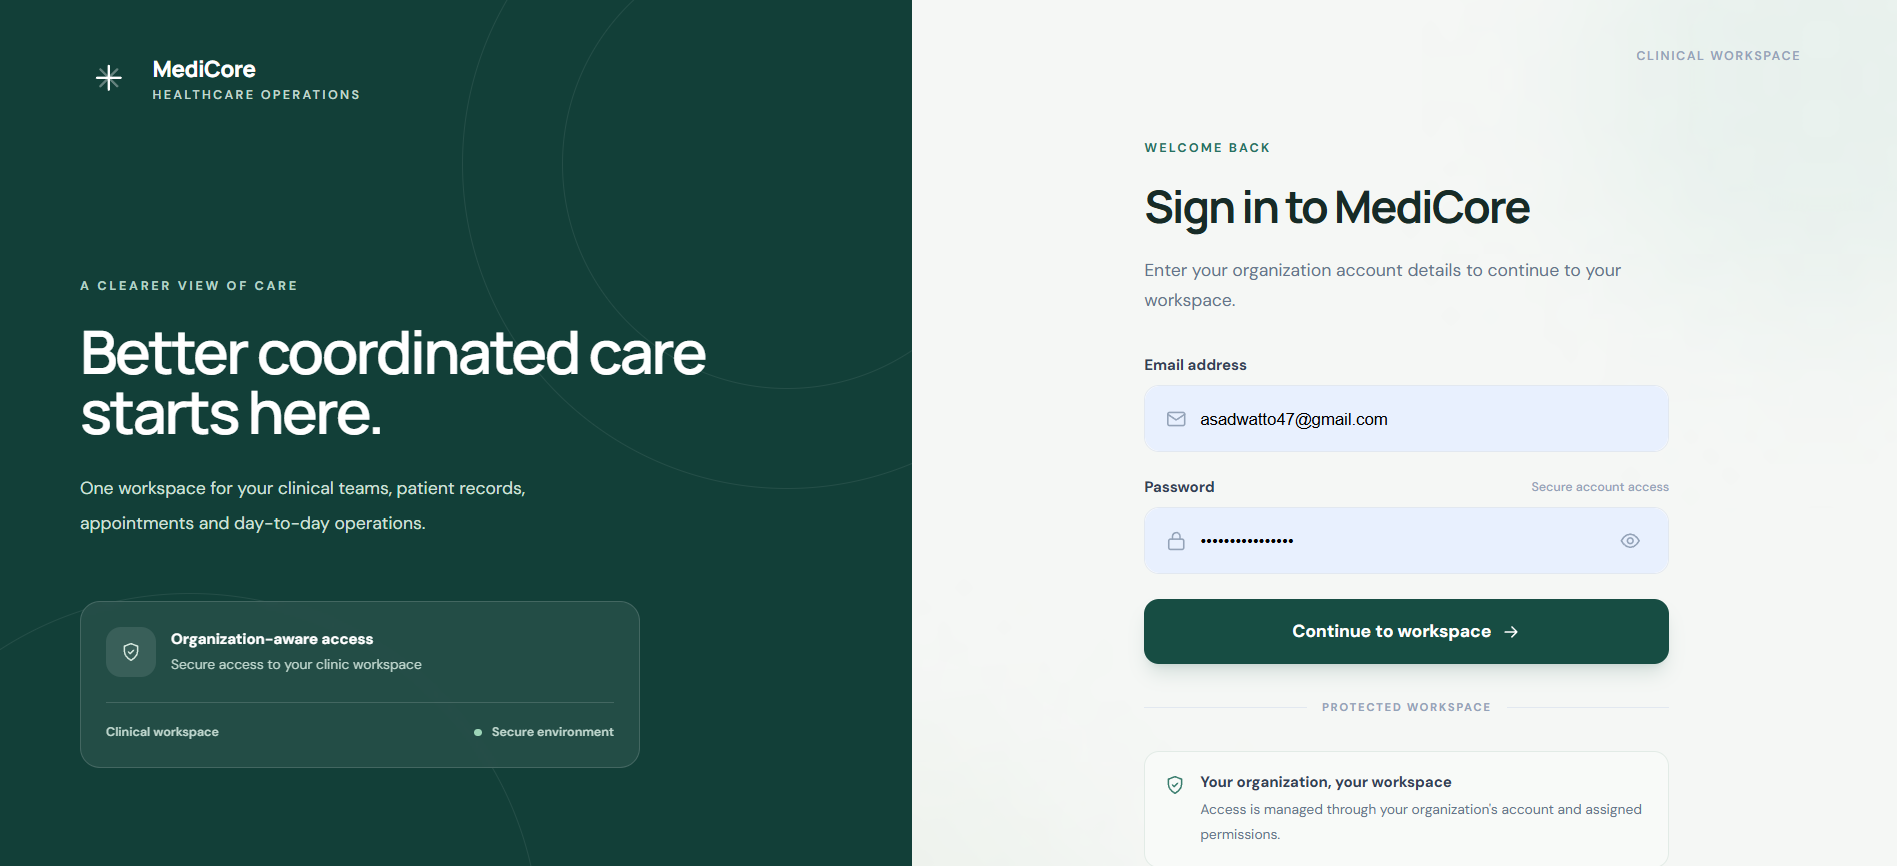 MediCore
HEALTHCARE OPERATIONS
A CLEARER VIEW OF CARE
Better coordinated care
starts here.
One workspace for your clinical teams, patient records,
appointments and day-to-day operations.
Organization-aware access
Secure access to your clinic workspace
Clinical workspace
Secure environment
CLINICAL WORKSPACE
WELCOME BACK
Sign in to MediCore
Enter your organization account details to continue to your
workspace.
Email address
asadwatto47@gmail.com
Password
Secure account access
••••••••••••••••
Continue to workspace →
PROTECTED WORKSPACE
Your organization, your workspace
Access is managed through your organization's account and assigned
permissions.